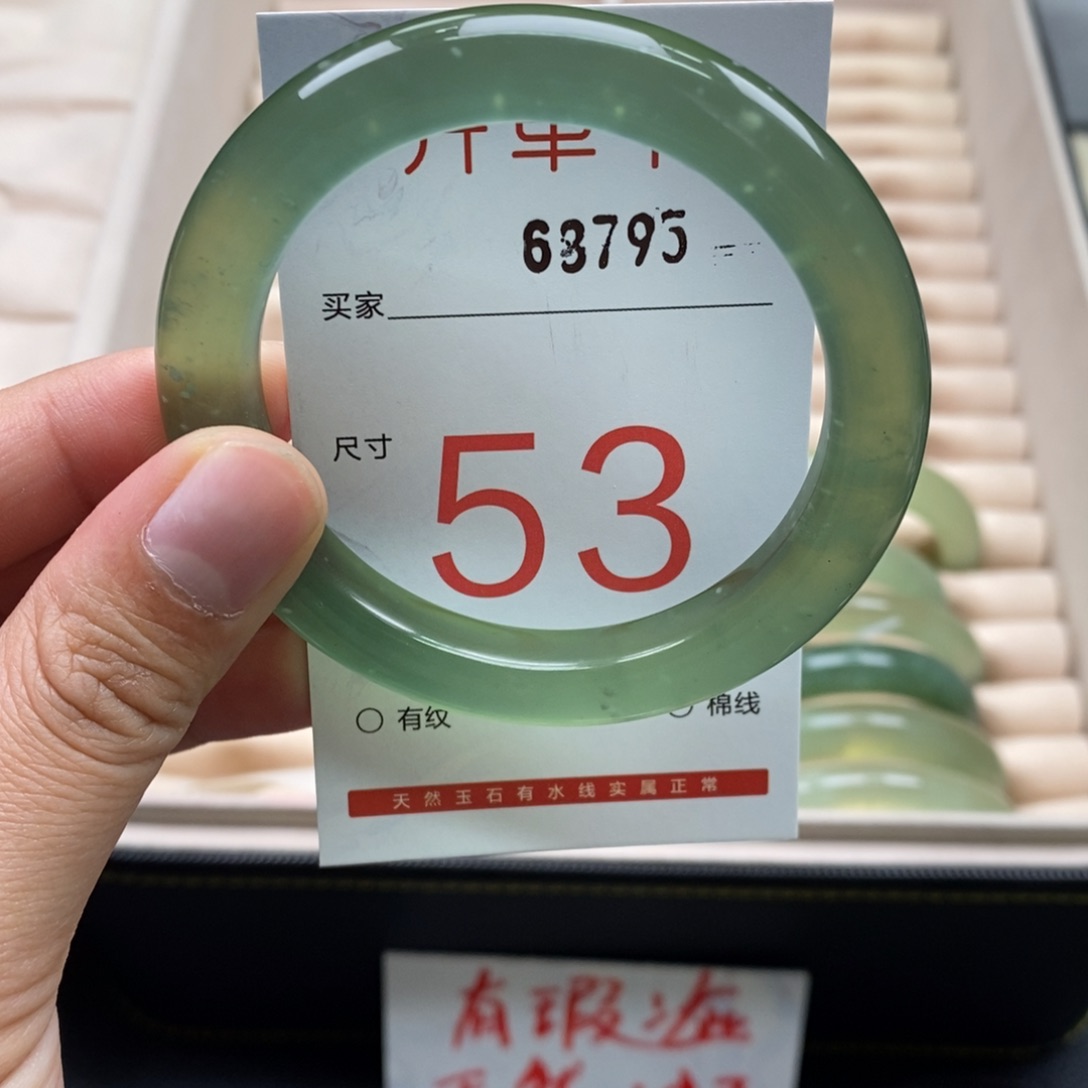 63795
买家
尺寸
53
有纹
棉线
天然玉石有水线实属正常
有瑕疵